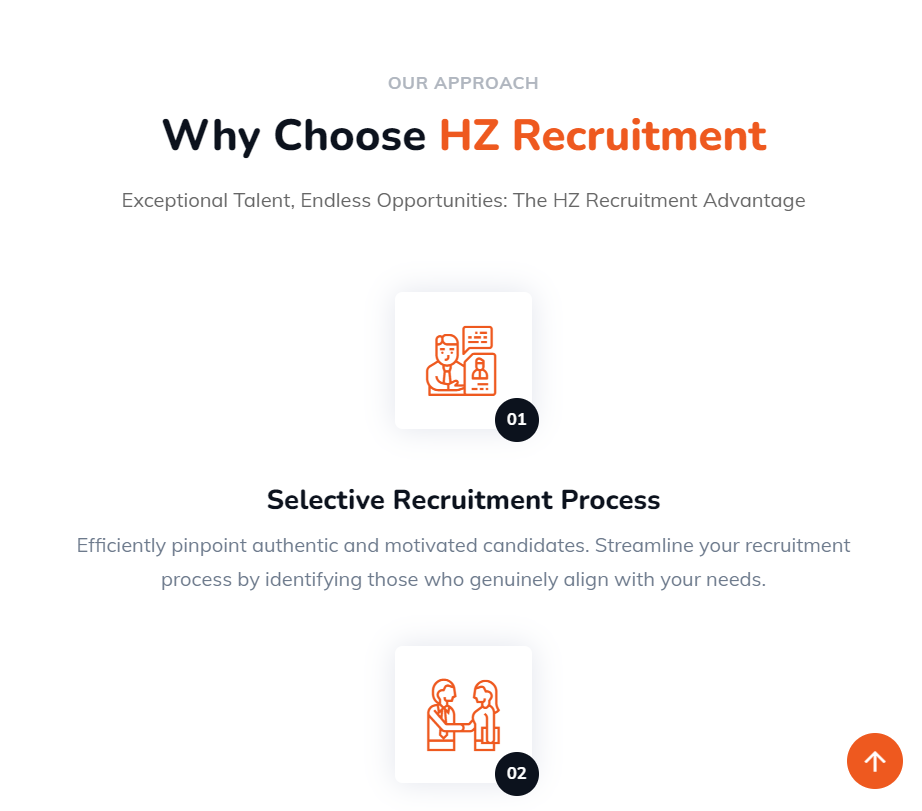 OUR APPROACH
Why Choose HZ Recruitment
Exceptional Talent, Endless Opportunities: The HZ Recruitment Advantage
01
Selective Recruitment Process
Efficiently pinpoint authentic and motivated candidates. Streamline your recruitment
process by identifying those who genuinely align with your needs.
02